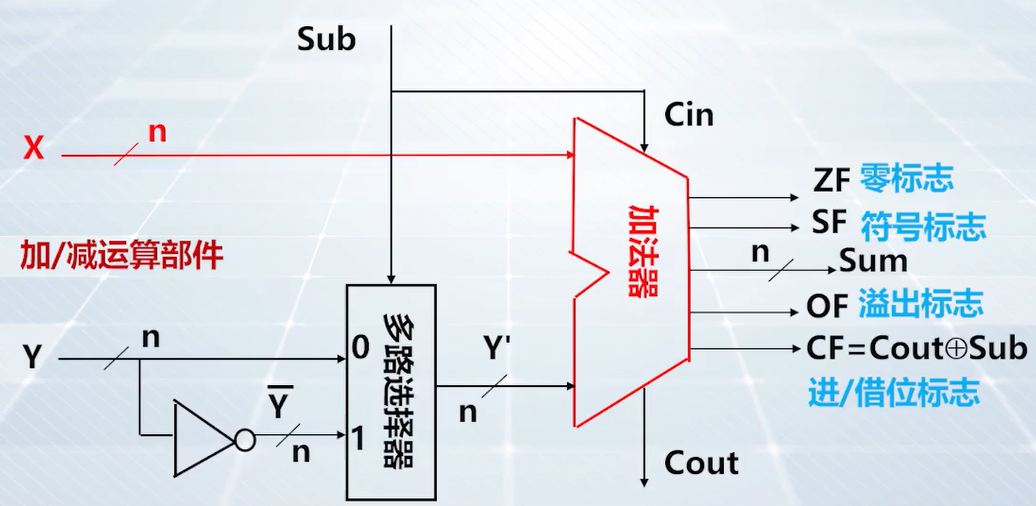 Sub
Cin
X
n
ZF 零标志
SF 符号标志
加/减运算部件
加法器
n
Sum
OF 溢出标志
Y
n
0
多路选择器
Y'
n
CF=Cout⊕Sub
进/借位标志
Y̅
n
1
Cout